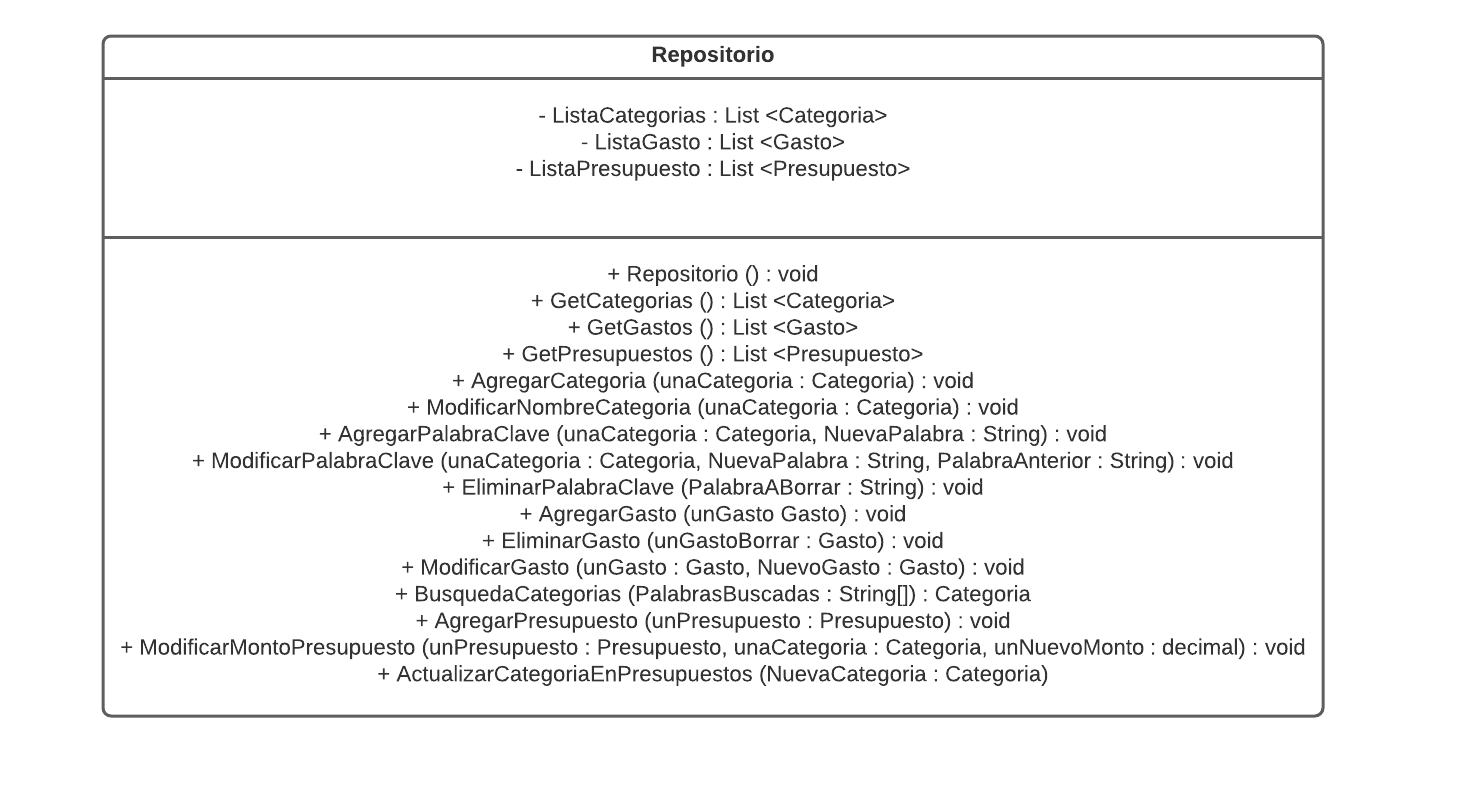 Repositorio
- ListaCategorias : List <Categoria>
- ListaGasto : List <Gasto>
- ListaPresupuesto : List <Presupuesto>
+ Repositorio () : void
+ GetCategorias () : List <Categoria>
+ GetGastos () : List <Gasto>
+ GetPresupuestos () : List <Presupuesto>
+ AgregarCategoria (unaCategoria : Categoria) : void
+ ModificarNombreCategoria (unaCategoria : Categoria) : void
+ AgregarPalabraClave (unaCategoria : Categoria, NuevaPalabra : String) : void
+ ModificarPalabraClave (unaCategoria : Categoria, NuevaPalabra : String, PalabraAnterior : String) : void
+ EliminarPalabraClave (PalabraABorrar : String) : void
+ AgregarGasto (unGasto Gasto) : void
+ EliminarGasto (unGastoBorrar : Gasto) : void
+ ModificarGasto (unGasto : Gasto, NuevoGasto : Gasto) : void
+ BusquedaCategorias (PalabrasBuscadas : String[]) : Categoria
+ AgregarPresupuesto (unPresupuesto : Presupuesto) : void
+ ModificarMontoPresupuesto (unPresupuesto : Presupuesto, unaCategoria : Categoria, unNuevoMonto : decimal) : void
+ ActualizarCategoriaEnPresupuestos (NuevaCategoria : Categoria)